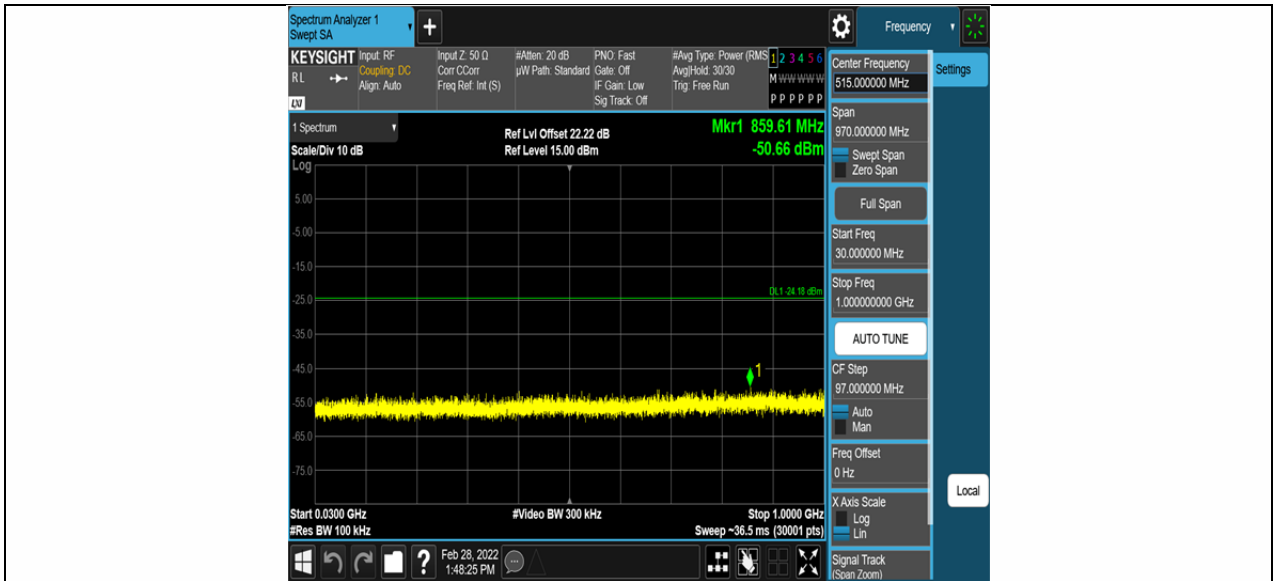 Spectrum Analyzer 1
Swept SA
Frequency
KEYSIGHT
RL
LXI
Input: RF
Coupling: DC
Align: Auto
Input Z: 50 Ω
Corr CCorr
Freq Ref: Int (S)
#Atten: 20 dB
µW Path: Standard
PNO: Fast
Gate: Off
IF Gain: Low
Sig Track: Off
#Avg Type: Power (RMS
Avg|Hold: 30/30
Trig: Free Run
1 2 3 4 5 6
M W W W W W
P P P P P P
1 Spectrum
Scale/Div 10 dB
Log
Ref Lvl Offset 22.22 dB
Ref Level 15.00 dBm
Mkr1 859.61 MHz
-50.66 dBm
5.00
-5.00
-15.0
-25.0
-35.0
-45.0
-55.0
-65.0
-75.0
DL1 -24.18 dBm
1
Start 0.0300 GHz
#Res BW 100 kHz
#Video BW 300 kHz
Stop 1.0000 GHz
Sweep ~36.5 ms (30001 pts)
?
Feb 28, 2022
1:48:25 PM
Center Frequency
515.000000 MHz
Span
970.000000 MHz
Swept Span
Zero Span
Full Span
Start Freq
30.000000 MHz
Stop Freq
1.000000000 GHz
AUTO TUNE
CF Step
97.000000 MHz
Auto
Man
Freq Offset
0 Hz
X Axis Scale
Log
Lin
Signal Track
(Span Zoom)
Settings
Local